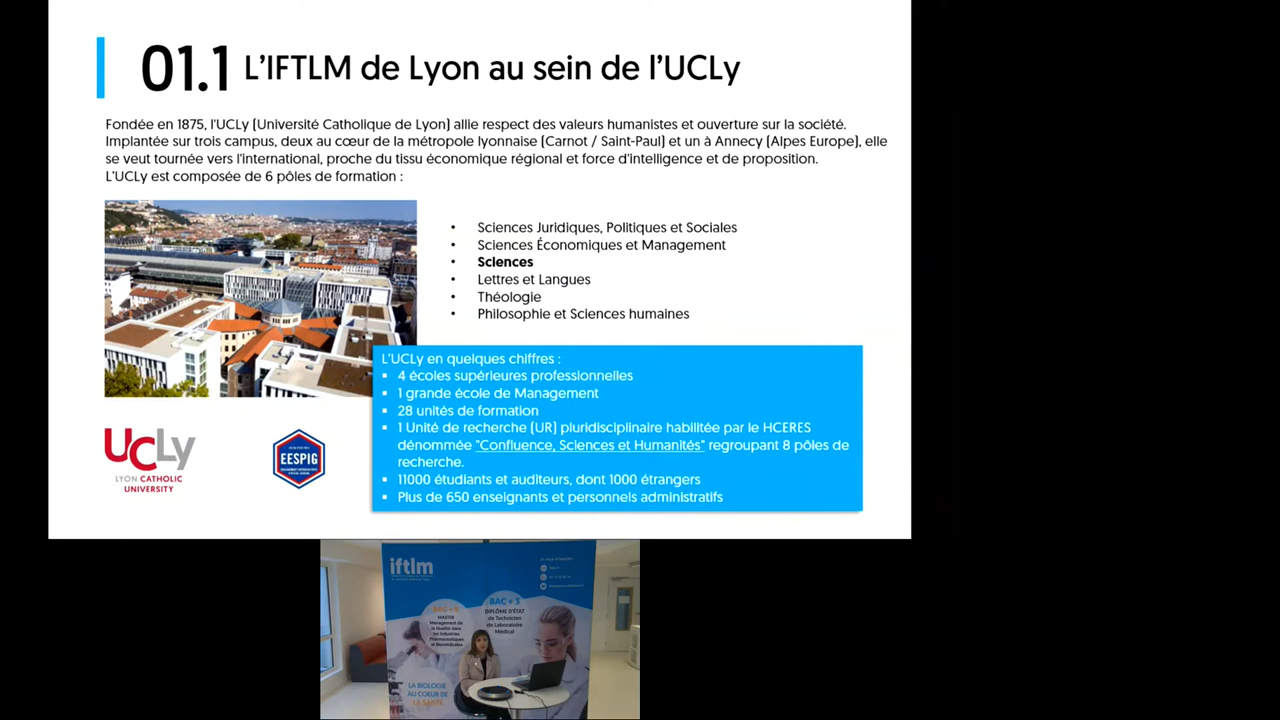 01.1 L'IFTLM de Lyon au sein de l'UCLy
Fondée en 1875, l'UCLy (Université Catholique de Lyon) allie respect des valeurs humanistes et ouverture sur la société.
Implantée sur trois campus, deux au cœur de la métropole lyonnaise (Carnot / Saint-Paul) et un à Annecy (Alpes Europe), elle
se veut tournée vers l'international, proche du tissu économique régional et force d'intelligence et de proposition.
L'UCLy est composée de 6 pôles de formation :
• Sciences Juridiques, Politiques et Sociales
• Sciences Économiques et Management
• Sciences
• Lettres et Langues
• Théologie
• Philosophie et Sciences humaines
L'UCLy en quelques chiffres :
▪ 4 écoles supérieures professionnelles
▪ 1 grande école de Management
▪ 28 unités de formation
▪ 1 Unité de recherche (UR) pluridisciplinaire habilitée par le HCERES
dénommée "Confluence, Sciences et Humanités" regroupant 8 pôles de
recherche.
▪ 11000 étudiants et auditeurs, dont 1000 étrangers
▪ Plus de 650 enseignants et personnels administratifs
UCLy
LYON CATHOLIC
UNIVERSITY
EESPIG
iftlm
MASTER
Management de
la Qualité dans
les Industries
Pharmaceutiques
et Biomédicales
BAC + 3
DIPLÔME D'ÉTAT
de Technicien
de Laboratoire
Médical
LA BIOLOGIE
AU COEUR DE
LA SANTÉ